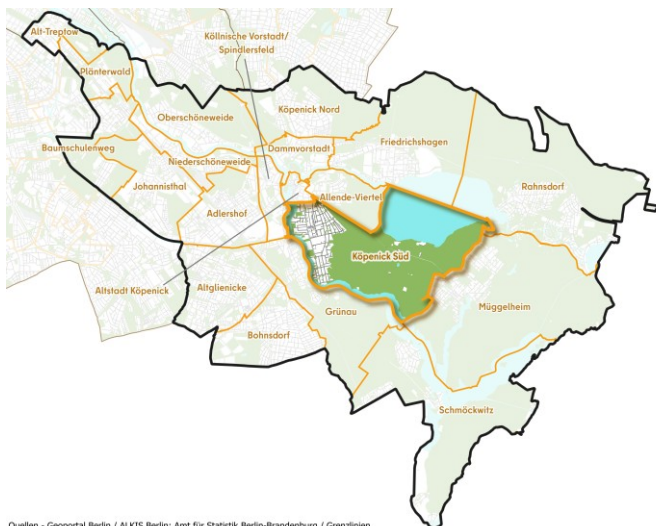 Alt-Treptow
Köllnische Vorstadt/
Spindlersfeld
Plänterwald
Oberschöneweide
Köpenick Nord
Dammvorstadt
Friedrichshagen
Baumschulenweg
Niederschöneweide
Johannisthal
Allende-Viertel
Rahnsdorf
Adlershof
Köpenick Süd
Altstadt Köpenick
Altglienicke
Grünau
Müggelheim
Bohnsdorf
Schmöckwitz
Quellen - Geoportal Berlin / ALKIS Berlin; Amt für Statistik Berlin-Brandenburg / Grenzlinien